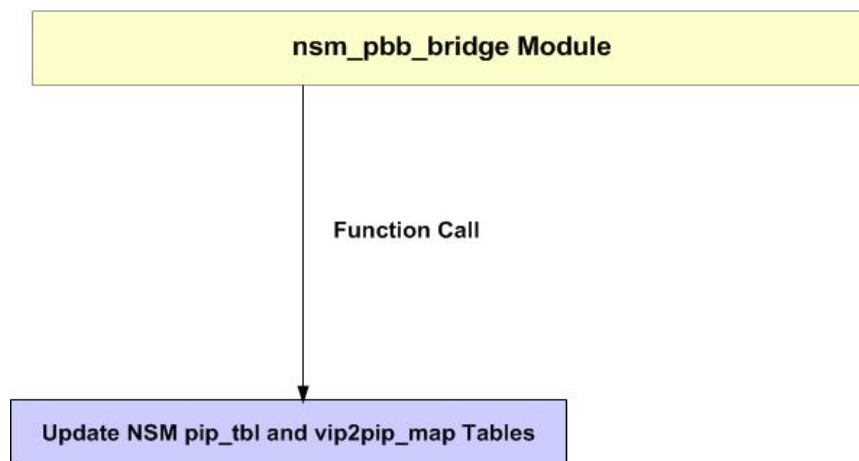 nsm_pbb_bridge Module
Function Call
Update NSM pip_tbl and vip2pip_map Tables